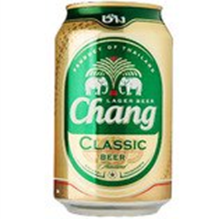 ช้าง
PRODUCT OF THAILAND
LAGER BEER
Chang
CLASSIC
BEER